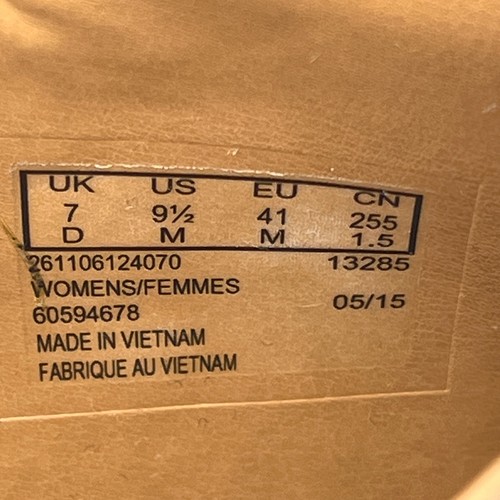 UK US EU CN
7 9½ 41 255
D M M 1.5
261106124070 13285
WOMENS/FEMMES
60594678 05/15
MADE IN VIETNAM
FABRIQUE AU VIETNAM